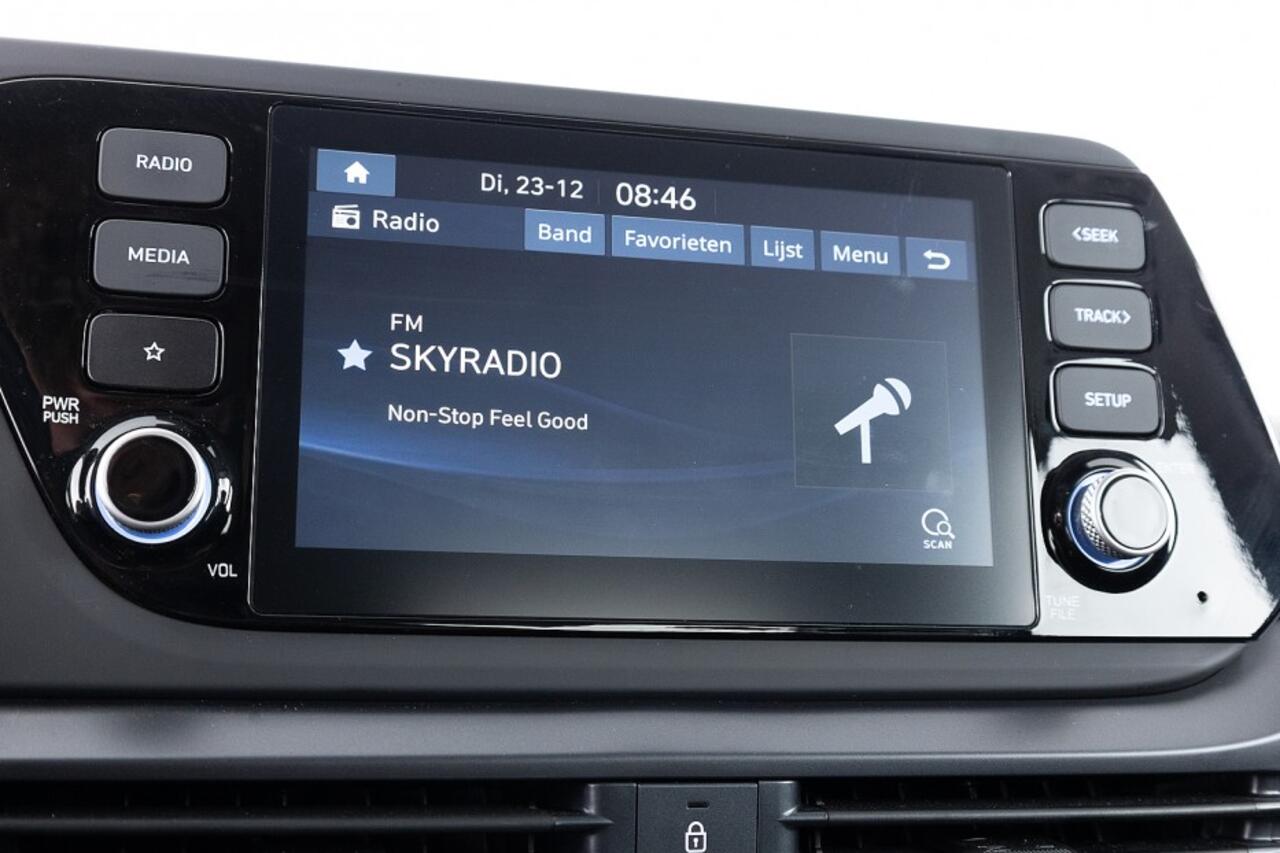 RADIO
MEDIA
PWR
PUSH
VOL
Di, 23-12 08:46
Radio
Band Favorieten Lijst Menu
FM
SKYRADIO
Non-Stop Feel Good
SCAN
<SEEK
TRACK>
SETUP
ENTER
TUNE
FILE